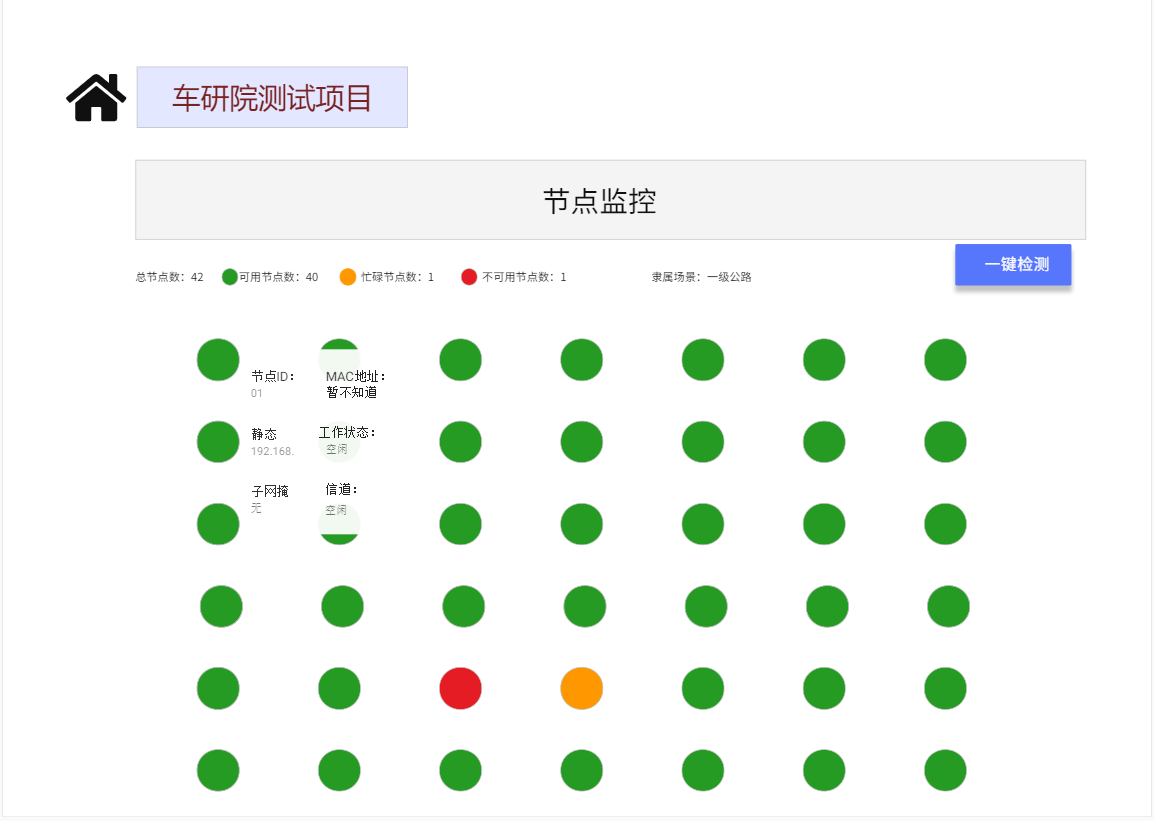 车研院测试项目
节点监控
总节点数：42 可用节点数：40 忙碌节点数：1 不可用节点数：1 隶属场景：一级公路
一键检测
节点ID： MAC地址：
01 暂不知道
静态 工作状态：
192.168. 空闲
子网掩 信道：
无 空闲